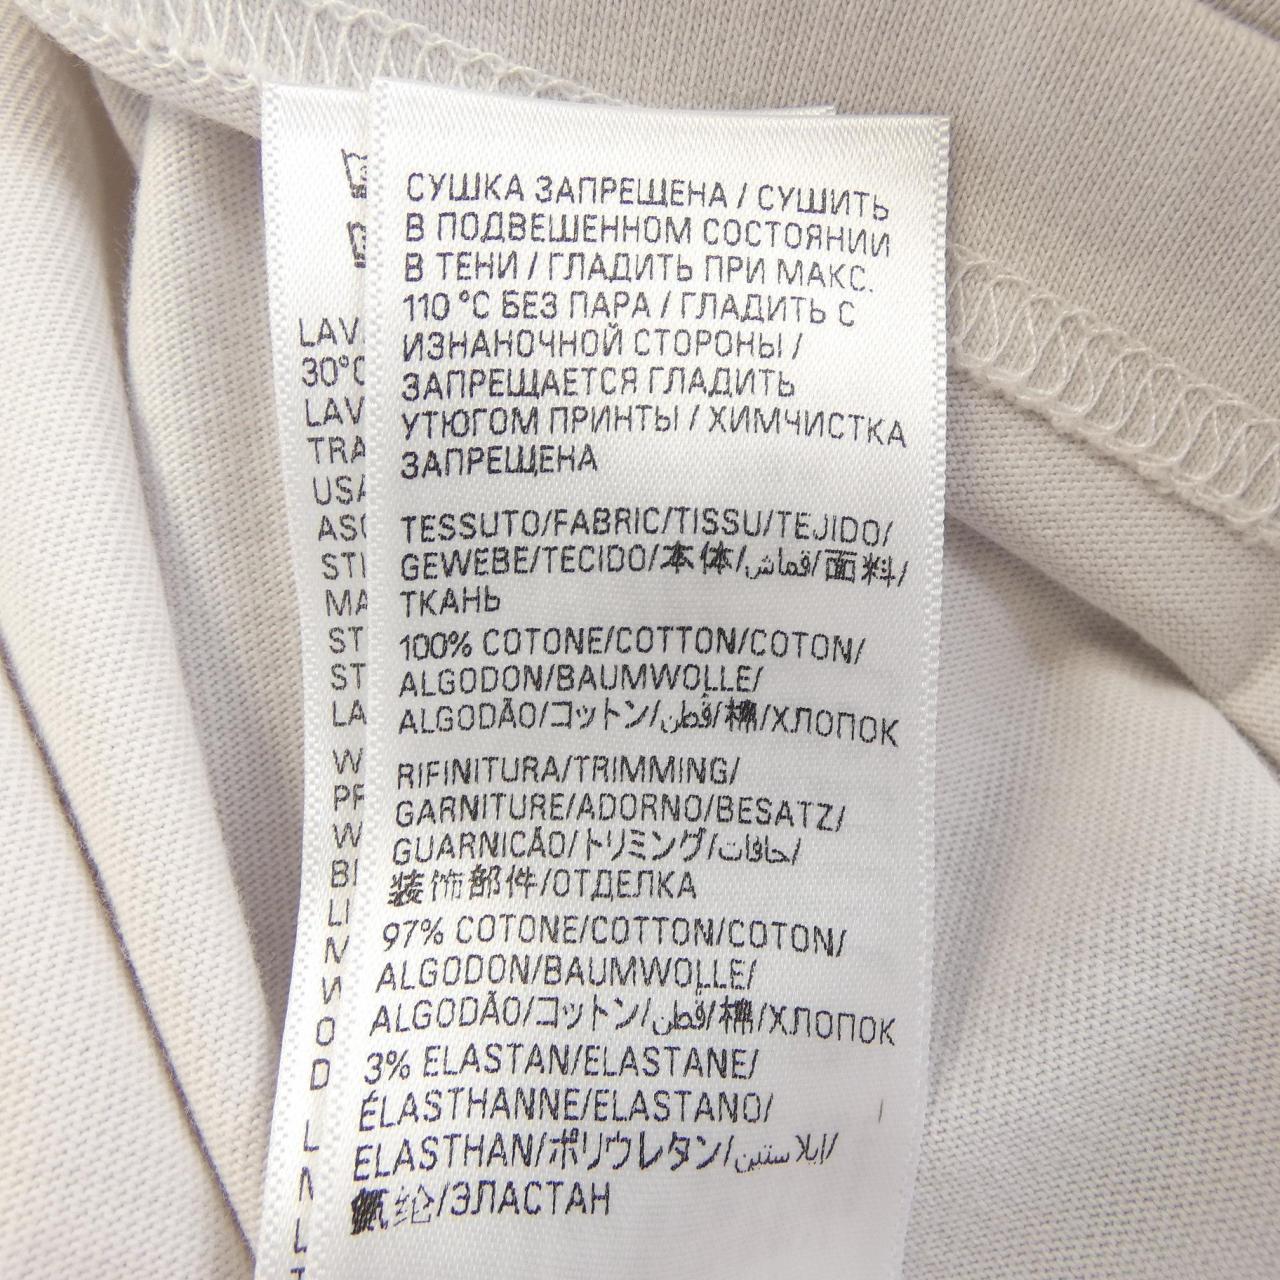 СУШКА ЗАПРЕЩЕНА / СУШИТЬ
В ПОДВЕШЕННОМ СОСТОЯНИИ
В ТЕНИ / ГЛАДИТЬ ПРИ МАКС.
110 °C БЕЗ ПАРА / ГЛАДИТЬ С
ИЗНАНОЧНОЙ СТОРОНЫ /
ЗАПРЕЩАЕТСЯ ГЛАДИТЬ
УТЮГОМ ПРИНТЫ / ХИМЧИСТКА
ЗАПРЕЩЕНА
TESSUTO/FABRIC/TISSU/TEJIDO/
GEWEBE/TECIDO/本体/قماش/面料/
ТКАНЬ
100% COTONE/COTTON/COTON/
ALGODON/BAUMWOLLE/
ALGODÃO/コットン/قطن/棉/ХЛОПОК
RIFINITURA/TRIMMING/
GARNITURE/ADORNO/BESATZ/
GUARNICÃO/トリミング/حافات/
装饰部件/ОТДЕЛКА
97% COTONE/COTTON/COTON/
ALGODON/BAUMWOLLE/
ALGODÃO/コットン/قطن/棉/ХЛОПОК
3% ELASTAN/ELASTANE/
ÉLASTHANNE/ELASTANO/
ELASTHAN/ポリウレタン/إيلاستين/
/ЭЛАСТАН
30°C